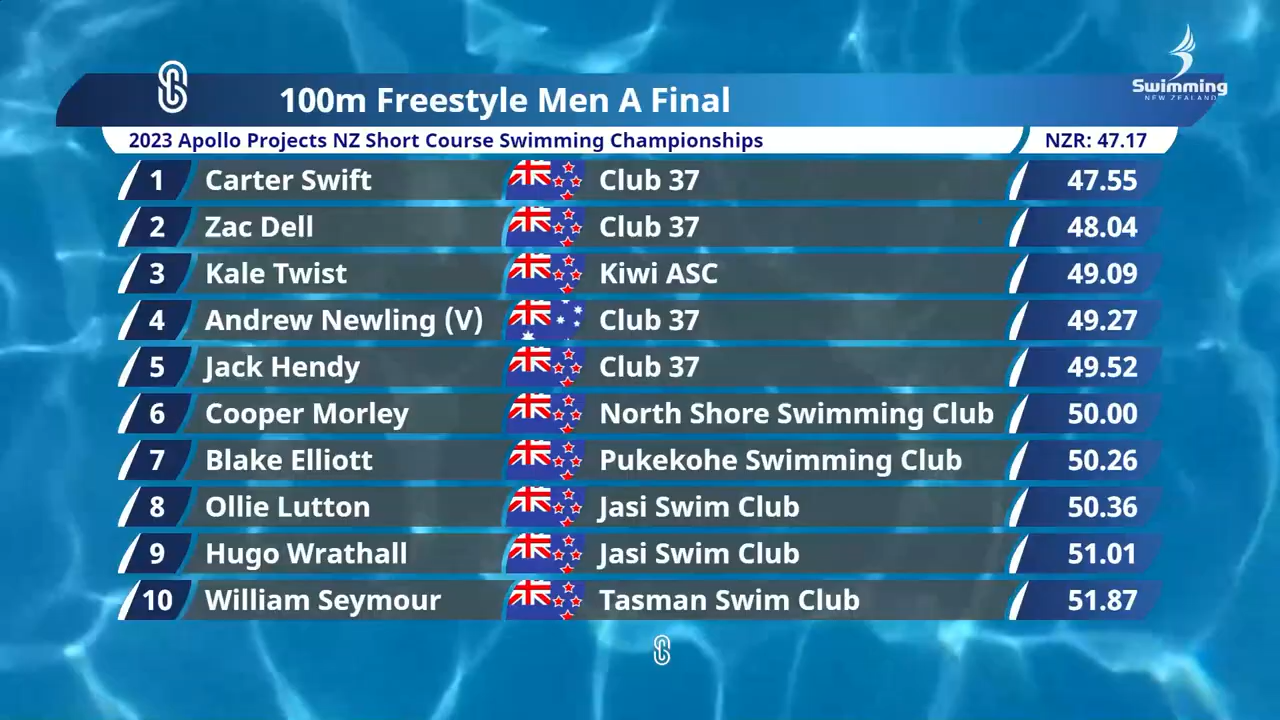 100m Freestyle Men A Final
Swimming
NEW ZEALAND
2023 Apollo Projects NZ Short Course Swimming Championships NZR: 47.17
1 Carter Swift Club 37 47.55
2 Zac Dell Club 37 48.04
3 Kale Twist Kiwi ASC 49.09
4 Andrew Newling (V) Club 37 49.27
5 Jack Hendy Club 37 49.52
6 Cooper Morley North Shore Swimming Club 50.00
7 Blake Elliott Pukekohe Swimming Club 50.26
8 Ollie Lutton Jasi Swim Club 50.36
9 Hugo Wrathall Jasi Swim Club 51.01
10 William Seymour Tasman Swim Club 51.87